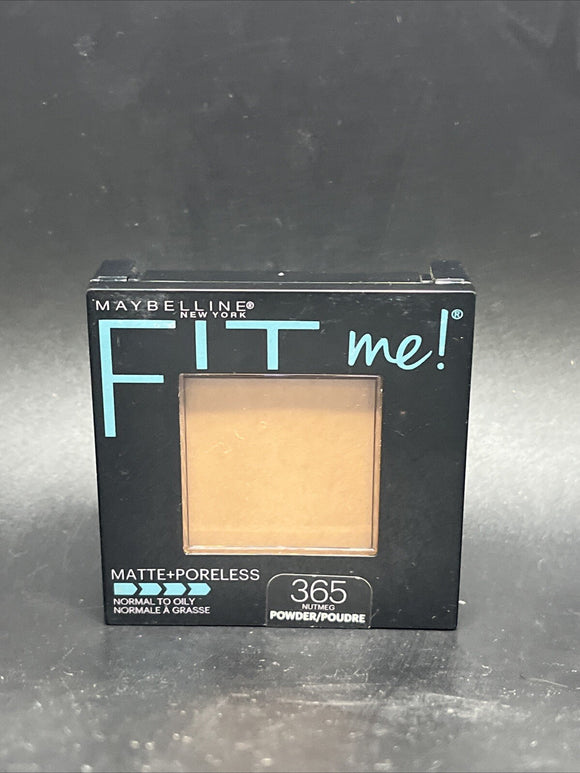 MAYBELLINE®
NEW YORK
FIT me!®
MATTE+PORELESS
NORMAL TO OILY
NORMALE À GRASSE
365
NUTMEG
POWDER/POUDRE